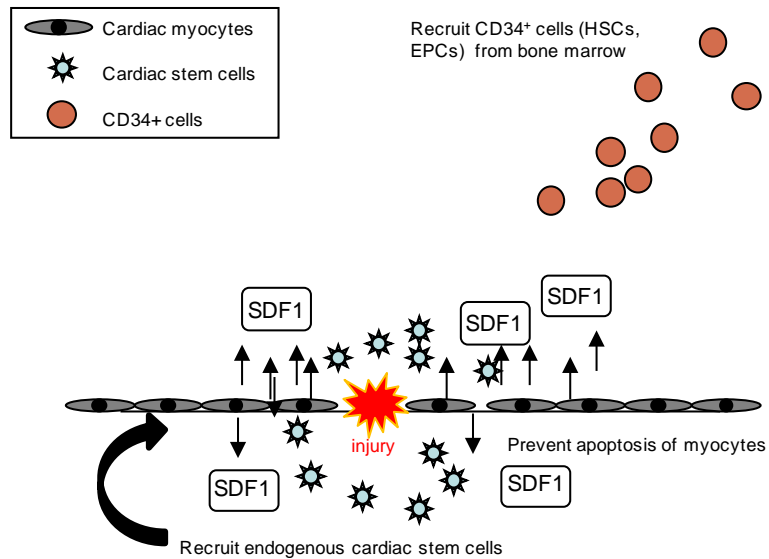 Cardiac myocytes
Cardiac stem cells
CD34+ cells
Recruit CD34⁺ cells (HSCs,
EPCs) from bone marrow
SDF1
SDF1
SDF1
injury
Prevent apoptosis of myocytes
SDF1
SDF1
Recruit endogenous cardiac stem cells